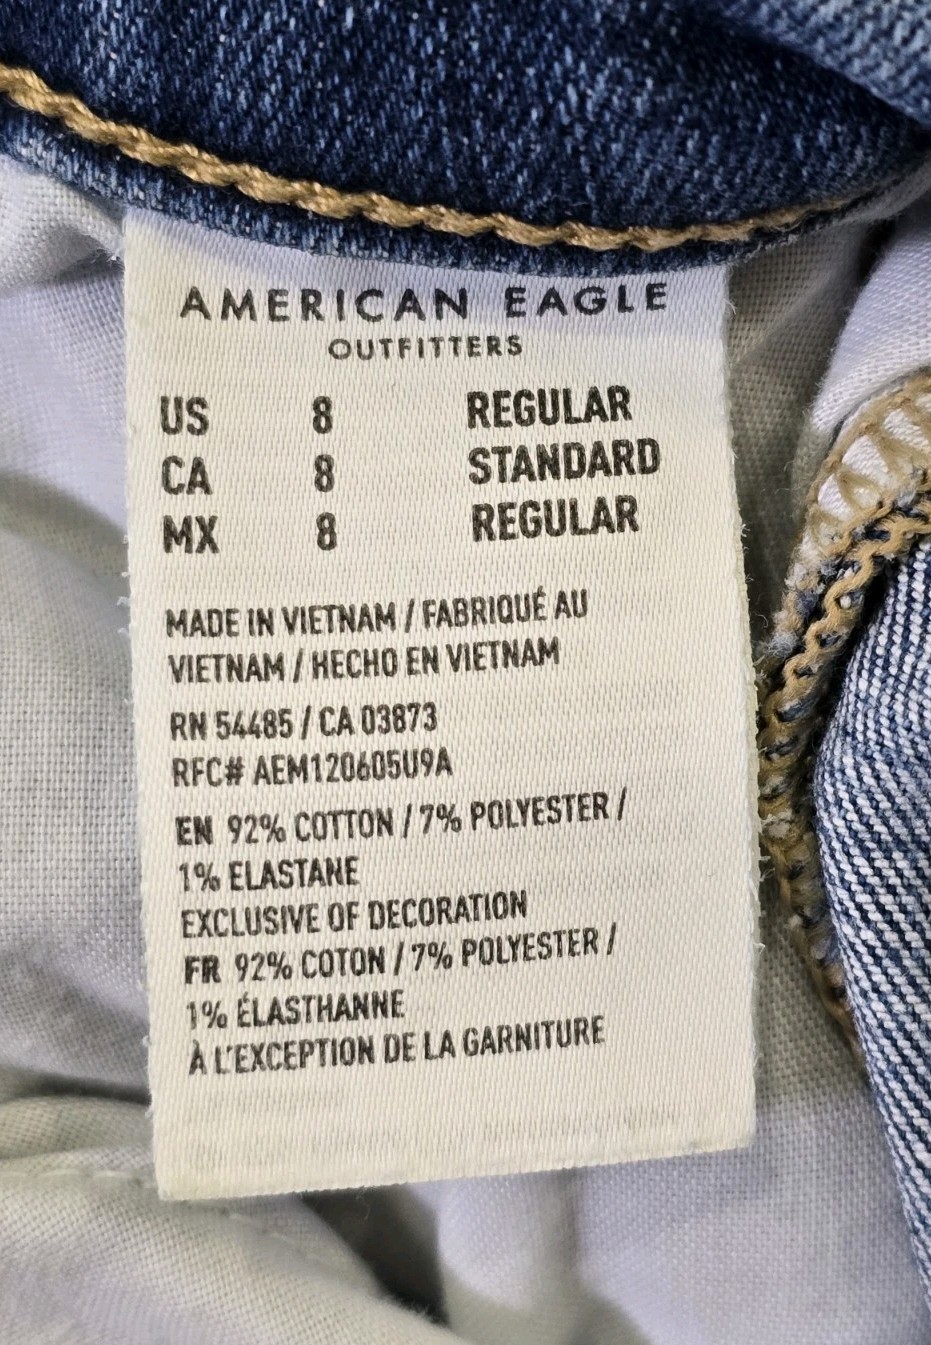 AMERICAN EAGLE
OUTFITTERS
US 8 REGULAR
CA 8 STANDARD
MX 8 REGULAR
MADE IN VIETNAM / FABRIQUÉ AU
VIETNAM / HECHO EN VIETNAM
RN 54485 / CA 03873
RFC# AEM120605U9A
EN 92% COTTON / 7% POLYESTER /
1% ELASTANE
EXCLUSIVE OF DECORATION
FR 92% COTON / 7% POLYESTER /
1% ÉLASTHANNE
À L'EXCEPTION DE LA GARNITURE